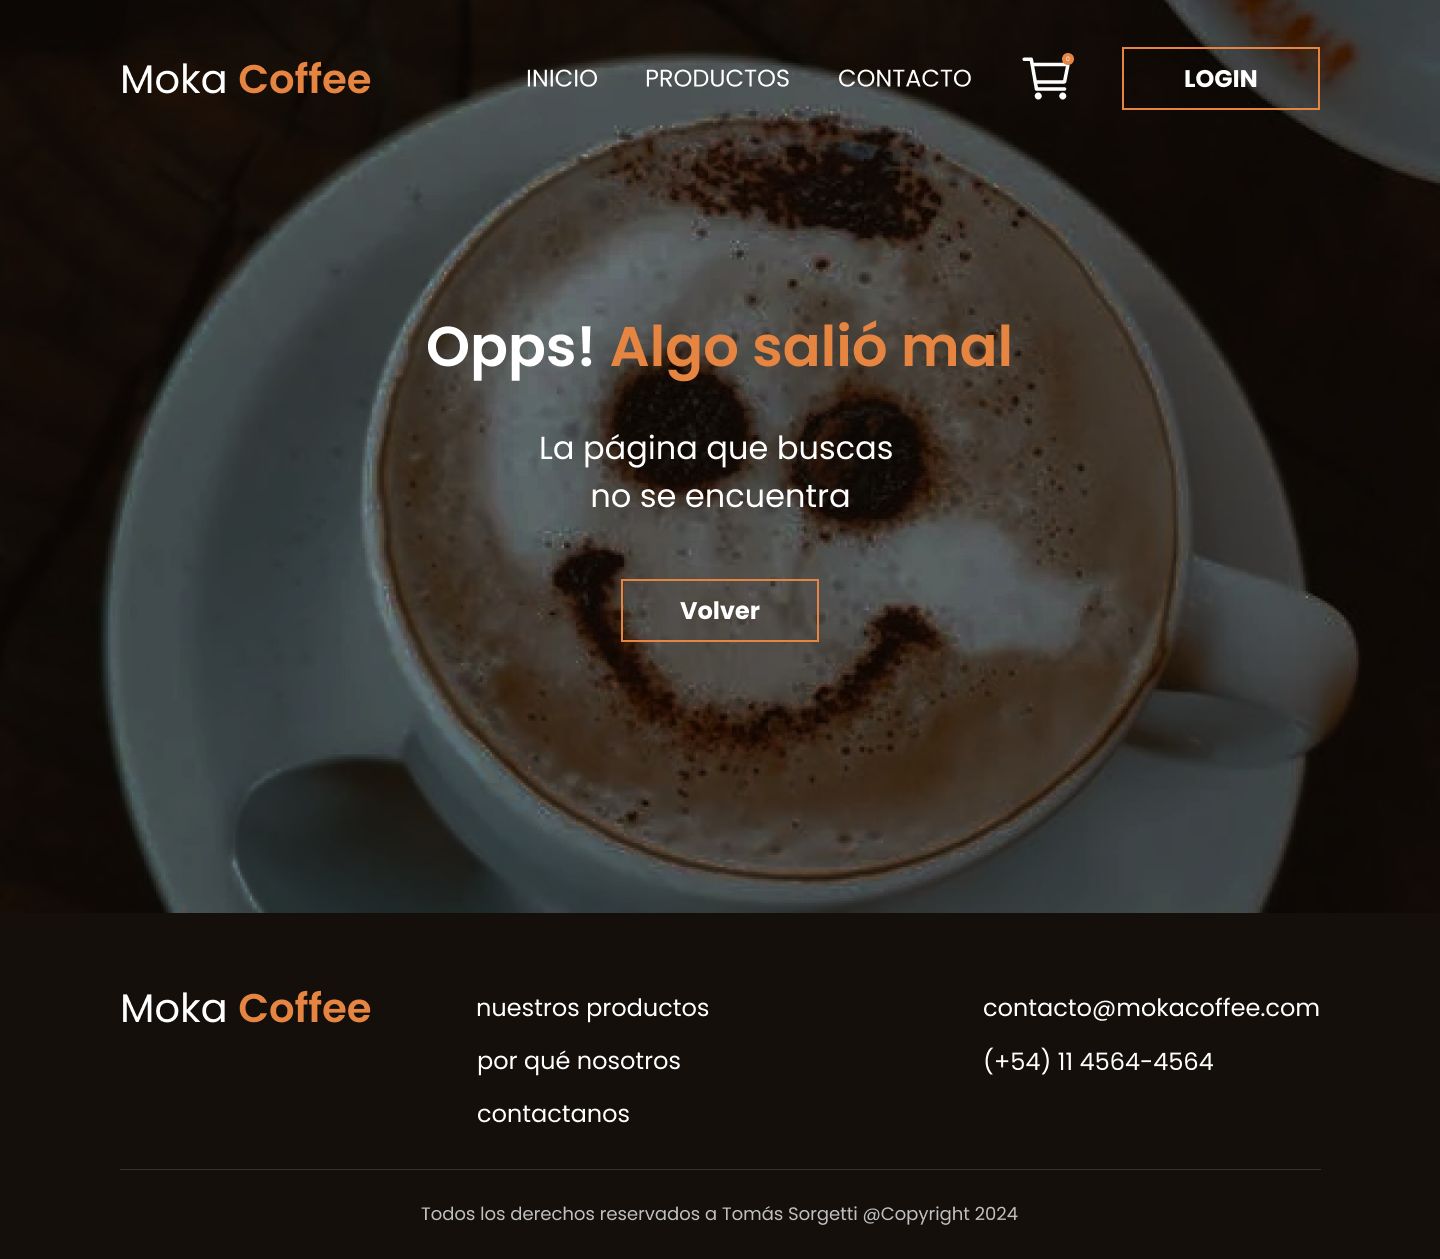 Moka Coffee
INICIO
PRODUCTOS
CONTACTO
0
LOGIN
Opps! Algo salió mal
La página que buscas
no se encuentra
Volver
Moka Coffee
nuestros productos
por qué nosotros
contactanos
contacto@mokacoffee.com
(+54) 11 4564-4564
Todos los derechos reservados a Tomás Sorgetti @Copyright 2024